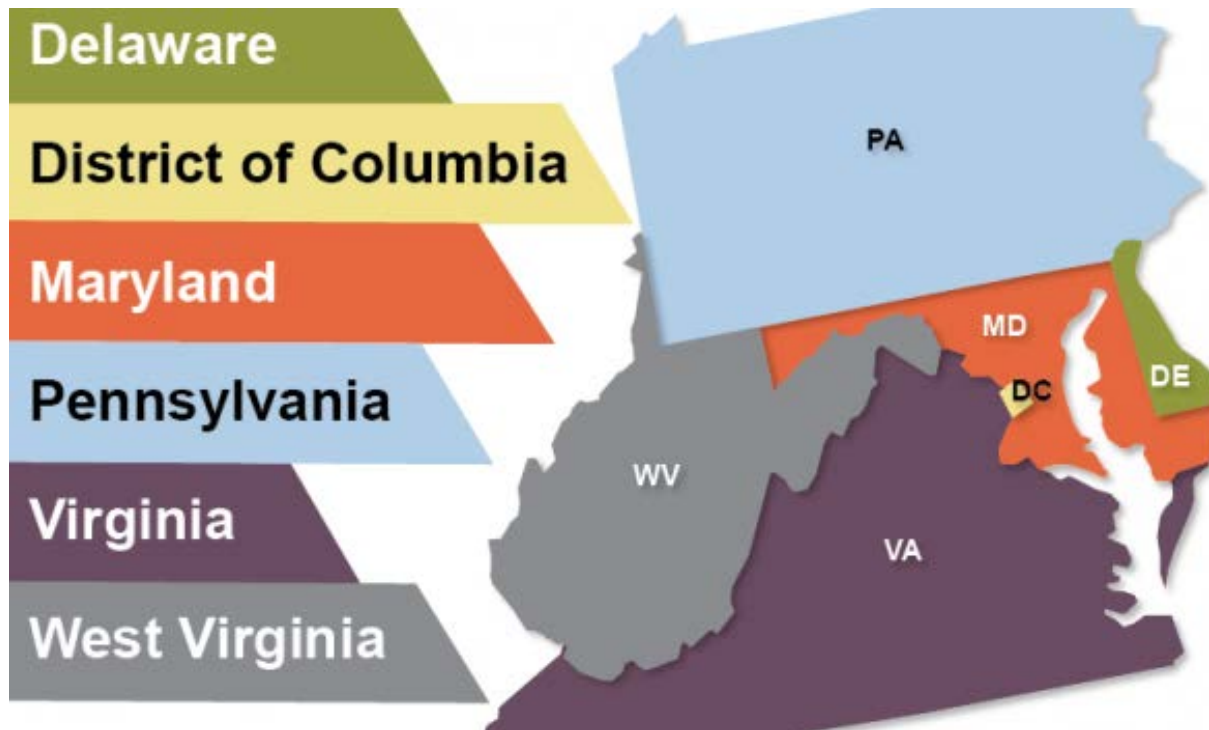 Delaware
District of Columbia
Maryland
Pennsylvania
Virginia
West Virginia
PA
MD
DE
DC
WV
VA